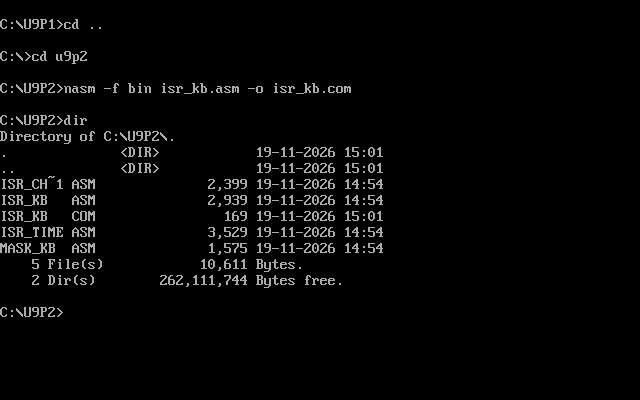 C:\U9P1>cd ..
C:\>cd u9p2
C:\U9P2>nasm -f bin isr_kb.asm -o isr_kb.com
C:\U9P2>dir
Directory of C:\U9P2\.
.              <DIR>            19-11-2026 15:01
..             <DIR>            19-11-2026 15:01
ISR_CH~1 ASM              2,399 19-11-2026 14:54
ISR_KB   ASM              2,939 19-11-2026 14:54
ISR_KB   COM                169 19-11-2026 15:01
ISR_TIME ASM              3,529 19-11-2026 14:54
MASK_KB  ASM              1,575 19-11-2026 14:54
    5 File(s)            10,611 Bytes.
    2 Dir(s)        262,111,744 Bytes free.
C:\U9P2>